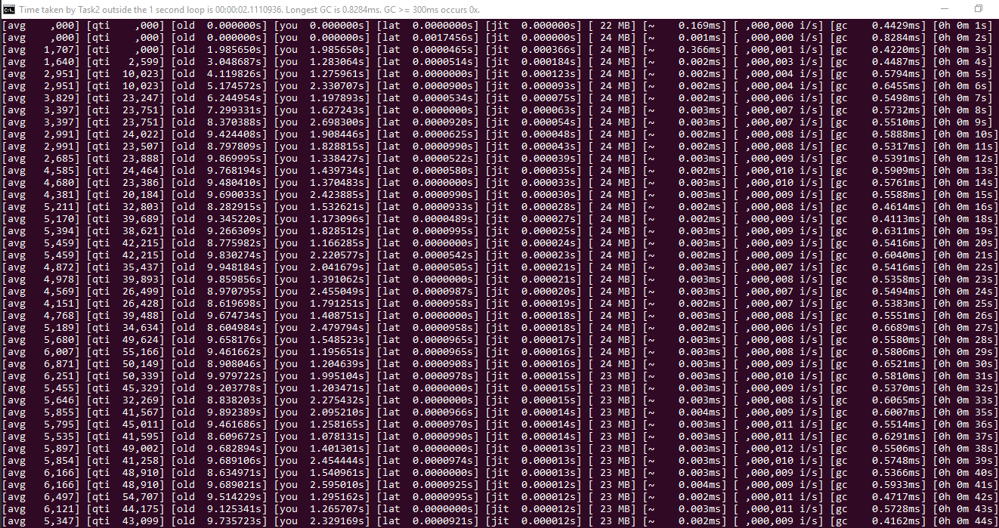 Time taken by Task2 outside the 1 second loop is 00:00:02.1110936. Longest GC is 0.8284ms. GC >= 300ms occurs 0x.
[avg   ,000] [qti    ,000] [old  0.000000s] [you  0.000000s] [lat  0.0000000s] [jit  0.000000s] [ 22 MB] [~    0.169ms] [ ,000,000 i/s] [gc    0.4429ms] [0h 0m 1s]
[avg   ,000] [qti    ,000] [old  0.000000s] [you  0.000000s] [lat  0.0017456s] [jit  0.000000s] [ 24 MB] [~    0.001ms] [ ,000,000 i/s] [gc    0.8284ms] [0h 0m 2s]
[avg   1,707] [qti    ,000] [old  1.985650s] [you  1.985650s] [lat  0.0000465s] [jit  0.000366s] [ 24 MB] [~    0.366ms] [ ,000,001 i/s] [gc    0.4220ms] [0h 0m 3s]
[avg   1,640] [qti   2,599] [old  3.048687s] [you  1.283064s] [lat  0.0000514s] [jit  0.000184s] [ 24 MB] [~    0.002ms] [ ,000,003 i/s] [gc    0.4487ms] [0h 0m 4s]
[avg   2,951] [qti  10,023] [old  4.119826s] [you  1.275961s] [lat  0.0000000s] [jit  0.000123s] [ 24 MB] [~    0.002ms] [ ,000,004 i/s] [gc    0.5794ms] [0h 0m 5s]
[avg   2,951] [qti  10,023] [old  5.174572s] [you  2.330707s] [lat  0.0000900s] [jit  0.000093s] [ 24 MB] [~    0.002ms] [ ,000,004 i/s] [gc    0.6455ms] [0h 0m 6s]
[avg   3,829] [qti  23,247] [old  6.244954s] [you  1.197893s] [lat  0.0000534s] [jit  0.000075s] [ 24 MB] [~    0.002ms] [ ,000,006 i/s] [gc    0.5498ms] [0h 0m 7s]
[avg   3,397] [qti  23,751] [old  7.299331s] [you  1.627243s] [lat  0.0000000s] [jit  0.000063s] [ 24 MB] [~    0.003ms] [ ,000,007 i/s] [gc    0.5732ms] [0h 0m 8s]
[avg   3,397] [qti  23,751] [old  8.370388s] [you  2.698300s] [lat  0.0000920s] [jit  0.000054s] [ 24 MB] [~    0.003ms] [ ,000,007 i/s] [gc    0.5510ms] [0h 0m 9s]
[avg   2,991] [qti  24,022] [old  9.424408s] [you  1.908446s] [lat  0.0000625s] [jit  0.000048s] [ 24 MB] [~    0.002ms] [ ,000,008 i/s] [gc    0.5888ms] [0h 0m 10s]
[avg   2,991] [qti  23,507] [old  8.797809s] [you  1.828815s] [lat  0.0000990s] [jit  0.000043s] [ 24 MB] [~    0.002ms] [ ,000,008 i/s] [gc    0.5317ms] [0h 0m 11s]
[avg   2,685] [qti  23,888] [old  9.869995s] [you  1.338427s] [lat  0.0000522s] [jit  0.000039s] [ 24 MB] [~    0.003ms] [ ,000,009 i/s] [gc    0.5391ms] [0h 0m 12s]
[avg   4,585] [qti  24,464] [old  9.768194s] [you  1.439734s] [lat  0.0000580s] [jit  0.000035s] [ 24 MB] [~    0.002ms] [ ,000,010 i/s] [gc    0.5909ms] [0h 0m 13s]
[avg   4,680] [qti  23,386] [old  9.480410s] [you  1.370483s] [lat  0.0000000s] [jit  0.000033s] [ 24 MB] [~    0.003ms] [ ,000,010 i/s] [gc    0.5761ms] [0h 0m 14s]
[avg   4,381] [qti  20,184] [old  9.690033s] [you  2.423885s] [lat  0.0000990s] [jit  0.000030s] [ 24 MB] [~    0.003ms] [ ,000,009 i/s] [gc    0.5588ms] [0h 0m 15s]
[avg   5,211] [qti  32,803] [old  8.282915s] [you  1.532621s] [lat  0.0000933s] [jit  0.000028s] [ 24 MB] [~    0.002ms] [ ,000,008 i/s] [gc    0.4614ms] [0h 0m 16s]
[avg   5,170] [qti  39,689] [old  9.345220s] [you  1.173096s] [lat  0.0000489s] [jit  0.000027s] [ 24 MB] [~    0.002ms] [ ,000,009 i/s] [gc    0.4113ms] [0h 0m 18s]
[avg   5,394] [qti  38,621] [old  9.266309s] [you  1.828512s] [lat  0.0000995s] [jit  0.000025s] [ 24 MB] [~    0.003ms] [ ,000,009 i/s] [gc    0.6311ms] [0h 0m 19s]
[avg   5,459] [qti  42,215] [old  8.775982s] [you  1.166285s] [lat  0.0000000s] [jit  0.000024s] [ 24 MB] [~    0.002ms] [ ,000,009 i/s] [gc    0.5416ms] [0h 0m 20s]
[avg   5,459] [qti  42,215] [old  9.830274s] [you  2.220577s] [lat  0.0000542s] [jit  0.000023s] [ 24 MB] [~    0.002ms] [ ,000,009 i/s] [gc    0.6040ms] [0h 0m 21s]
[avg   4,872] [qti  35,437] [old  9.948184s] [you  2.041679s] [lat  0.0000505s] [jit  0.000021s] [ 24 MB] [~    0.003ms] [ ,000,007 i/s] [gc    0.5416ms] [0h 0m 22s]
[avg   4,978] [qti  39,893] [old  9.859856s] [you  1.391062s] [lat  0.0000000s] [jit  0.000021s] [ 24 MB] [~    0.003ms] [ ,000,008 i/s] [gc    0.5358ms] [0h 0m 23s]
[avg   4,569] [qti  26,499] [old  8.970795s] [you  2.455049s] [lat  0.0000987s] [jit  0.000020s] [ 24 MB] [~    0.003ms] [ ,000,007 i/s] [gc    0.5494ms] [0h 0m 24s]
[avg   4,151] [qti  26,428] [old  8.619698s] [you  1.791251s] [lat  0.0000958s] [jit  0.000019s] [ 24 MB] [~    0.002ms] [ ,000,007 i/s] [gc    0.5383ms] [0h 0m 25s]
[avg   4,768] [qti  39,488] [old  9.674734s] [you  1.408751s] [lat  0.0000000s] [jit  0.000018s] [ 24 MB] [~    0.003ms] [ ,000,008 i/s] [gc    0.5551ms] [0h 0m 26s]
[avg   5,189] [qti  34,634] [old  8.604984s] [you  2.479794s] [lat  0.0000958s] [jit  0.000018s] [ 24 MB] [~    0.002ms] [ ,000,006 i/s] [gc    0.6689ms] [0h 0m 27s]
[avg   5,680] [qti  49,624] [old  9.658176s] [you  1.548523s] [lat  0.0000965s] [jit  0.000017s] [ 24 MB] [~    0.003ms] [ ,000,008 i/s] [gc    0.5580ms] [0h 0m 28s]
[avg   6,007] [qti  55,166] [old  9.461662s] [you  1.195651s] [lat  0.0000965s] [jit  0.000016s] [ 24 MB] [~    0.003ms] [ ,000,008 i/s] [gc    0.5806ms] [0h 0m 29s]
[avg   6,871] [qti  50,149] [old  8.908046s] [you  1.204639s] [lat  0.0000908s] [jit  0.000016s] [ 24 MB] [~    0.003ms] [ ,000,009 i/s] [gc    0.6521ms] [0h 0m 30s]
[avg   6,251] [qti  50,339] [old  9.979722s] [you  1.995104s] [lat  0.0000978s] [jit  0.000015s] [ 23 MB] [~    0.003ms] [ ,000,010 i/s] [gc    0.5810ms] [0h 0m 31s]
[avg   5,455] [qti  45,329] [old  9.203778s] [you  1.203471s] [lat  0.0000000s] [jit  0.000015s] [ 23 MB] [~    0.003ms] [ ,000,009 i/s] [gc    0.5370ms] [0h 0m 32s]
[avg   5,646] [qti  32,269] [old  8.838203s] [you  2.275432s] [lat  0.0000000s] [jit  0.000015s] [ 23 MB] [~    0.003ms] [ ,000,008 i/s] [gc    0.6065ms] [0h 0m 33s]
[avg   5,855] [qti  41,567] [old  9.892389s] [you  2.095210s] [lat  0.0000966s] [jit  0.000014s] [ 23 MB] [~    0.004ms] [ ,000,009 i/s] [gc    0.6007ms] [0h 0m 35s]
[avg   5,795] [qti  45,011] [old  9.461686s] [you  1.258165s] [lat  0.0000970s] [jit  0.000014s] [ 23 MB] [~    0.003ms] [ ,000,011 i/s] [gc    0.5514ms] [0h 0m 36s]
[avg   5,535] [qti  41,595] [old  8.609672s] [you  1.078131s] [lat  0.0000990s] [jit  0.000014s] [ 23 MB] [~    0.003ms] [ ,000,011 i/s] [gc    0.6291ms] [0h 0m 37s]
[avg   5,897] [qti  49,002] [old  9.682894s] [you  1.401301s] [lat  0.0000000s] [jit  0.000013s] [ 23 MB] [~    0.003ms] [ ,000,012 i/s] [gc    0.5506ms] [0h 0m 38s]
[avg   5,854] [qti  41,258] [old  9.689106s] [you  2.454444s] [lat  0.0000974s] [jit  0.000013s] [ 23 MB] [~    0.003ms] [ ,000,010 i/s] [gc    0.5748ms] [0h 0m 39s]
[avg   6,166] [qti  48,910] [old  8.634971s] [you  1.540961s] [lat  0.0000000s] [jit  0.000013s] [ 23 MB] [~    0.003ms] [ ,000,009 i/s] [gc    0.5366ms] [0h 0m 40s]
[avg   6,166] [qti  48,910] [old  9.689021s] [you  2.595010s] [lat  0.0000925s] [jit  0.000012s] [ 23 MB] [~    0.004ms] [ ,000,009 i/s] [gc    0.5933ms] [0h 0m 41s]
[avg   6,497] [qti  54,707] [old  9.514229s] [you  1.295162s] [lat  0.0000995s] [jit  0.000012s] [ 23 MB] [~    0.002ms] [ ,000,011 i/s] [gc    0.4717ms] [0h 0m 42s]
[avg   6,121] [qti  44,175] [old  9.125341s] [you  1.265707s] [lat  0.0000000s] [jit  0.000012s] [ 23 MB] [~    0.003ms] [ ,000,011 i/s] [gc    0.5728ms] [0h 0m 43s]
[avg   5,347] [qti  43,099] [old  9.735723s] [you  2.329169s] [lat  0.0000921s] [jit  0.000012s] [ 23 MB] [~    0.002ms] [ ,000,009 i/s] [gc    0.4162ms] [0h 0m 44s]